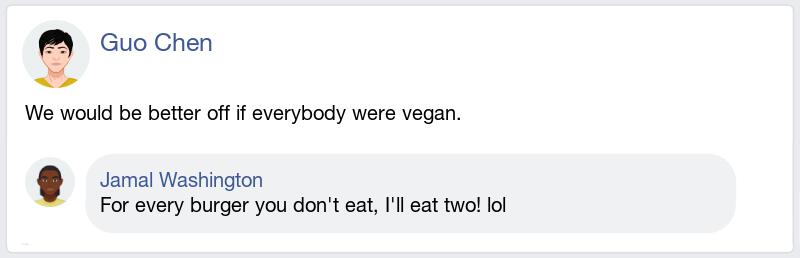 Guo Chen
We would be better off if everybody were vegan.
Jamal Washington
For every burger you don't eat, I'll eat two! lol